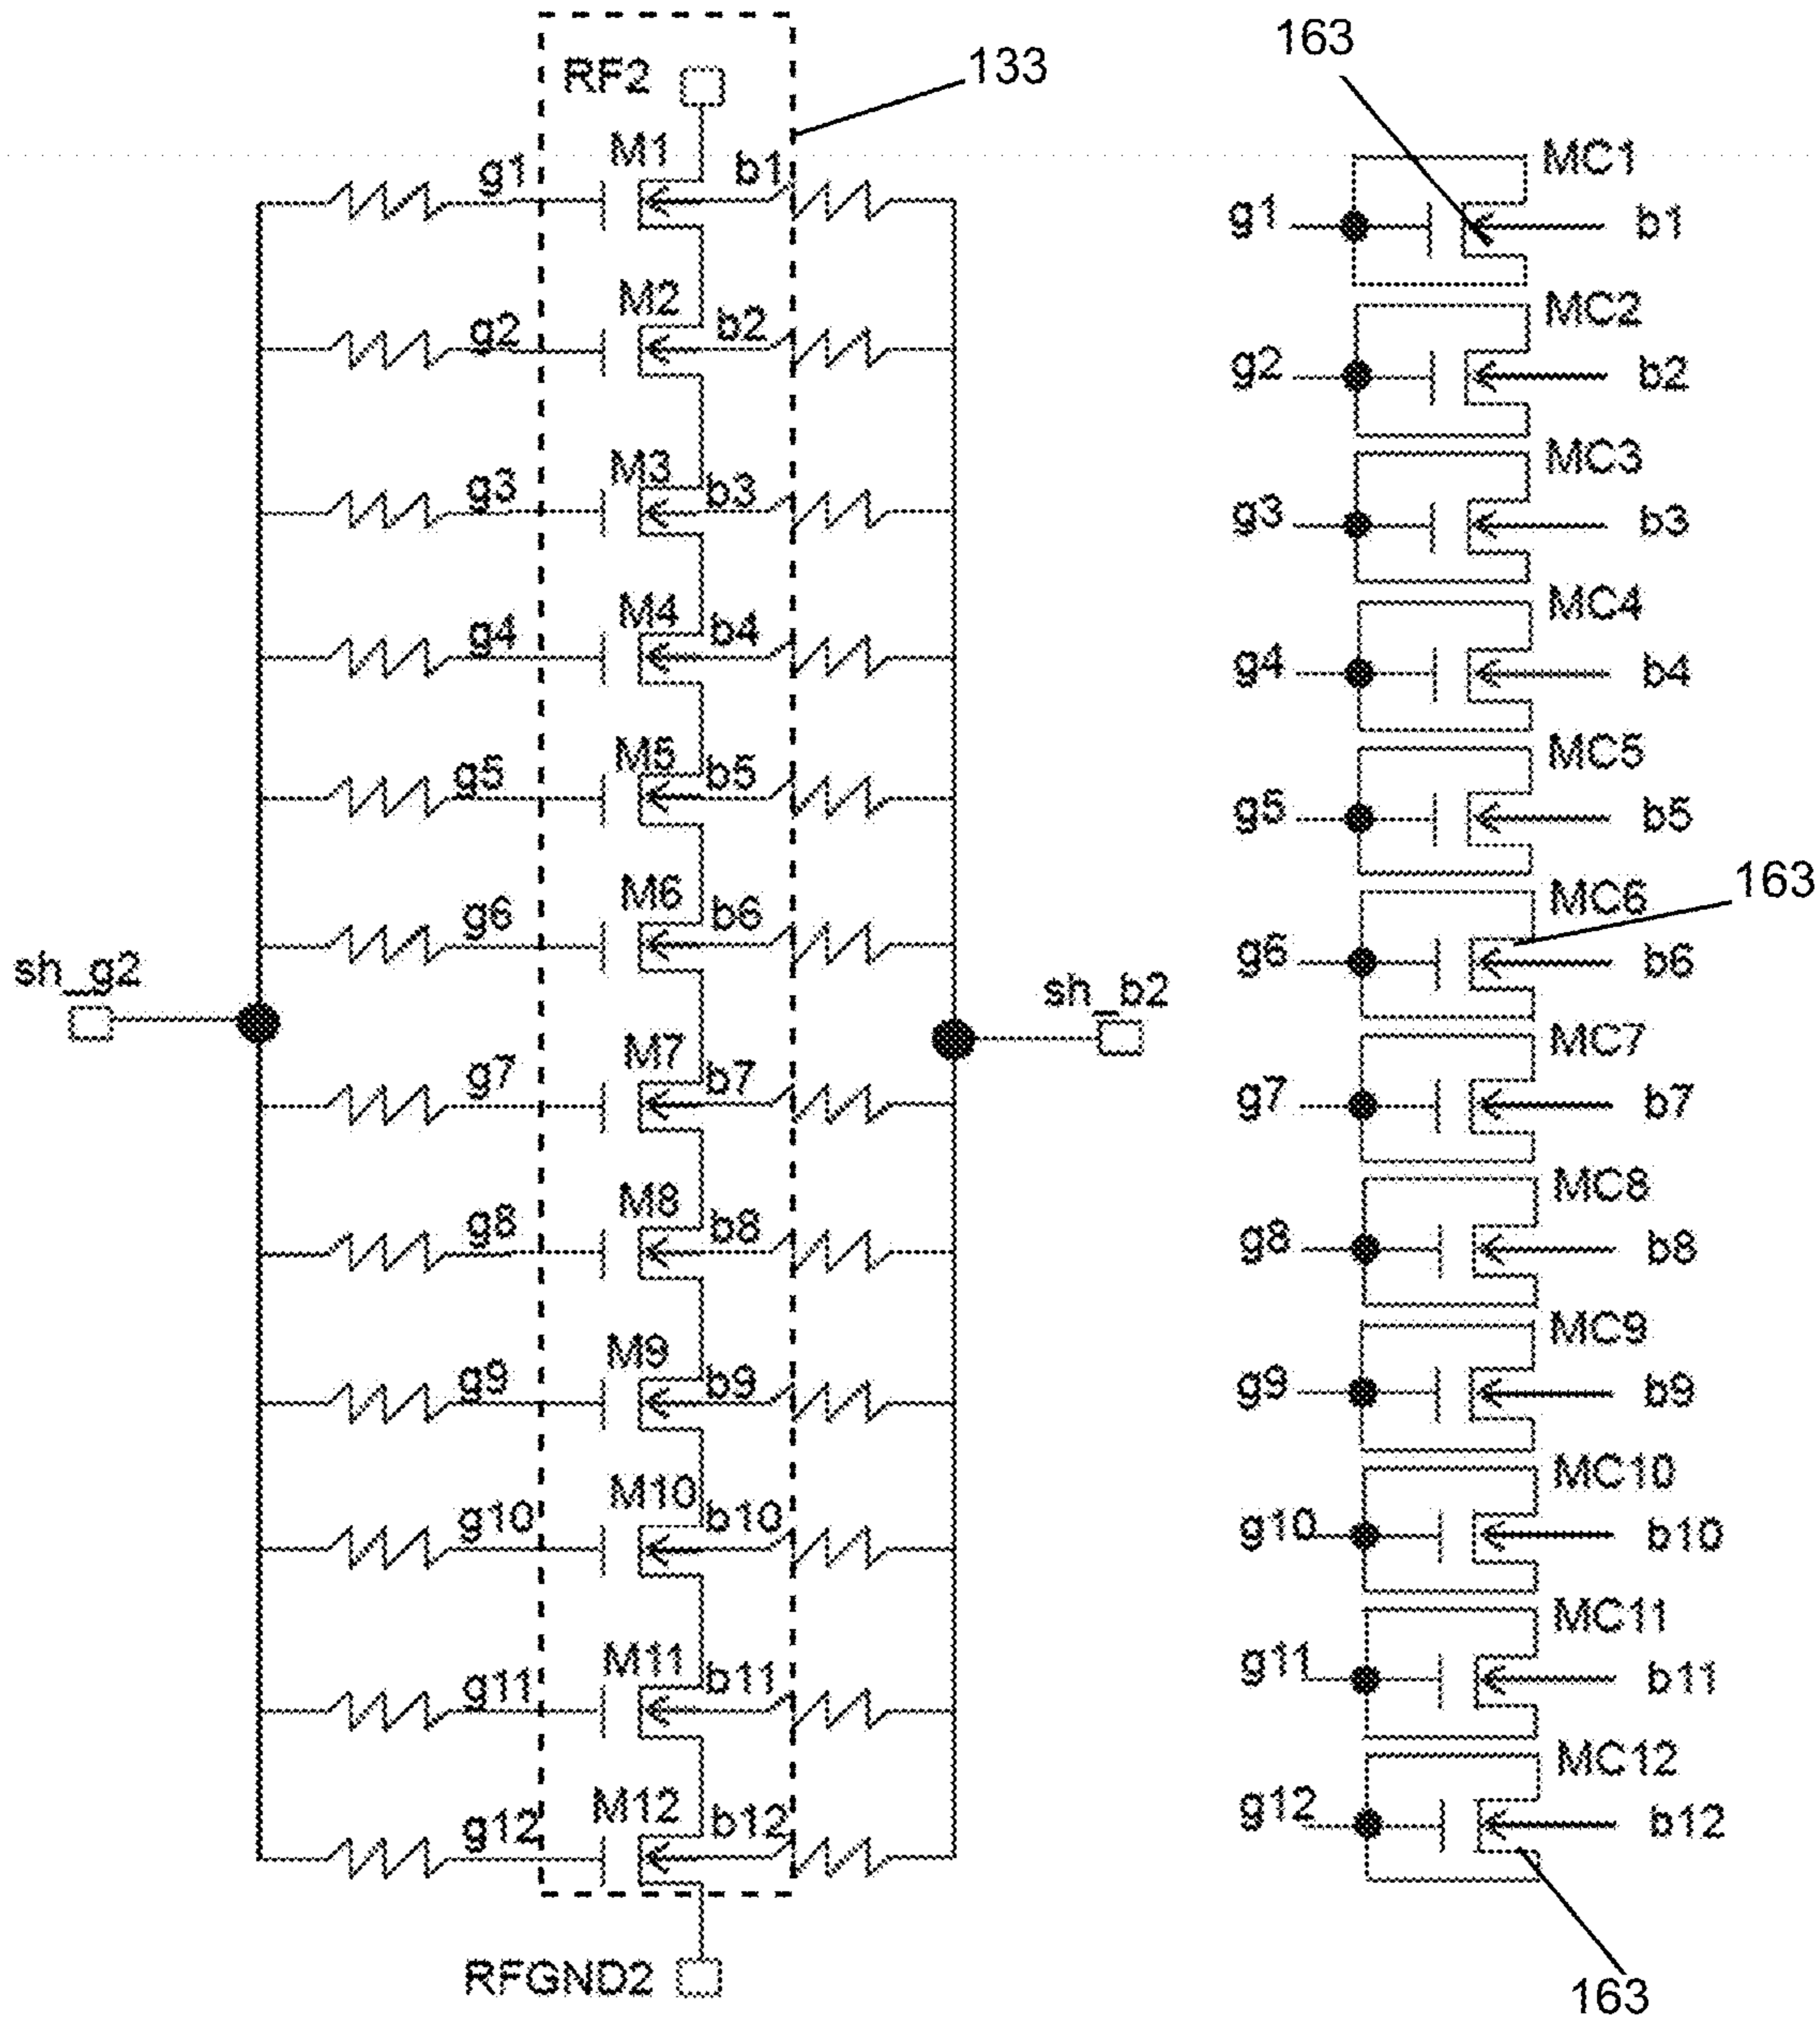 RF2
133
M1
g1
b1
M2
g2
b2
M3
g3
b3
M4
g4
b4
M5
g5
b5
M6
g6
b6
sh_g2
sh_b2
M7
g7
b7
M8
g8
b8
M9
g9
b9
M10
g10
b10
M11
g11
b11
M12
g12
b12
RFGND2
163
MC1
g1
b1
MC2
g2
b2
MC3
g3
b3
MC4
g4
b4
MC5
g5
b5
163
MC6
g6
b6
MC7
g7
b7
MC8
g8
b8
MC9
g9
b9
MC10
g10
b10
MC11
g11
b11
MC12
g12
b12
163